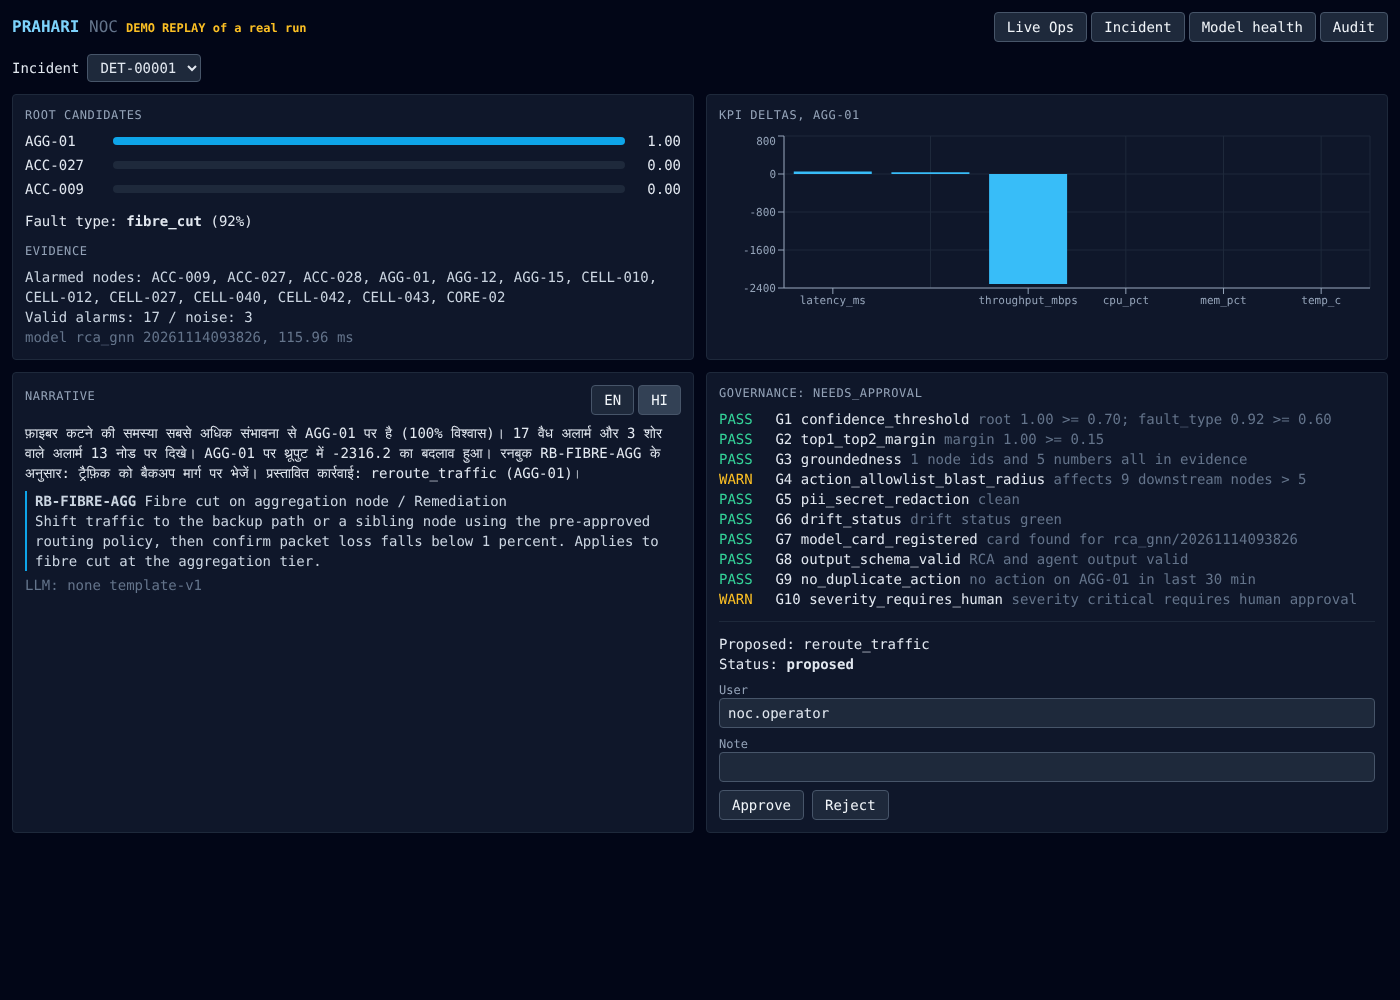 PRAHARI NOC DEMO REPLAY of a real run
Live Ops Incident Model health Audit
Incident DET-00001
ROOT CANDIDATES
AGG-01 1.00
ACC-027 0.00
ACC-009 0.00
Fault type: fibre_cut (92%)
EVIDENCE
Alarmed nodes: ACC-009, ACC-027, ACC-028, AGG-01, AGG-12, AGG-15, CELL-010,
CELL-012, CELL-027, CELL-040, CELL-042, CELL-043, CORE-02
Valid alarms: 17 / noise: 3
model rca_gnn 20261114093826, 115.96 ms
KPI DELTAS, AGG-01
800
0
-800
-1600
-2400
latency_ms throughput_mbps cpu_pct mem_pct temp_c
NARRATIVE
EN HI
फ़ाइबर कटने की समस्या सबसे अधिक संभावना से AGG-01 पर है (100% विश्वास)। 17 वैध अलार्म और 3 शोर
वाले अलार्म 13 नोड पर दिखे। AGG-01 पर थ्रूपुट में -2316.2 का बदलाव हुआ। रनबुक RB-FIBRE-AGG के
अनुसार: ट्रैफ़िक को बैकअप मार्ग पर भेजें। प्रस्तावित कार्रवाई: reroute_traffic (AGG-01)।
RB-FIBRE-AGG Fibre cut on aggregation node / Remediation
Shift traffic to the backup path or a sibling node using the pre-approved
routing policy, then confirm packet loss falls below 1 percent. Applies to
fibre cut at the aggregation tier.
LLM: none template-v1
GOVERNANCE: NEEDS_APPROVAL
PASS G1 confidence_threshold root 1.00 >= 0.70; fault_type 0.92 >= 0.60
PASS G2 top1_top2_margin margin 1.00 >= 0.15
PASS G3 groundedness 1 node ids and 5 numbers all in evidence
WARN G4 action_allowlist_blast_radius affects 9 downstream nodes > 5
PASS G5 pii_secret_redaction clean
PASS G6 drift_status drift status green
PASS G7 model_card_registered card found for rca_gnn/20261114093826
PASS G8 output_schema_valid RCA and agent output valid
PASS G9 no_duplicate_action no action on AGG-01 in last 30 min
WARN G10 severity_requires_human severity critical requires human approval
Proposed: reroute_traffic
Status: proposed
User
noc.operator
Note
Approve Reject